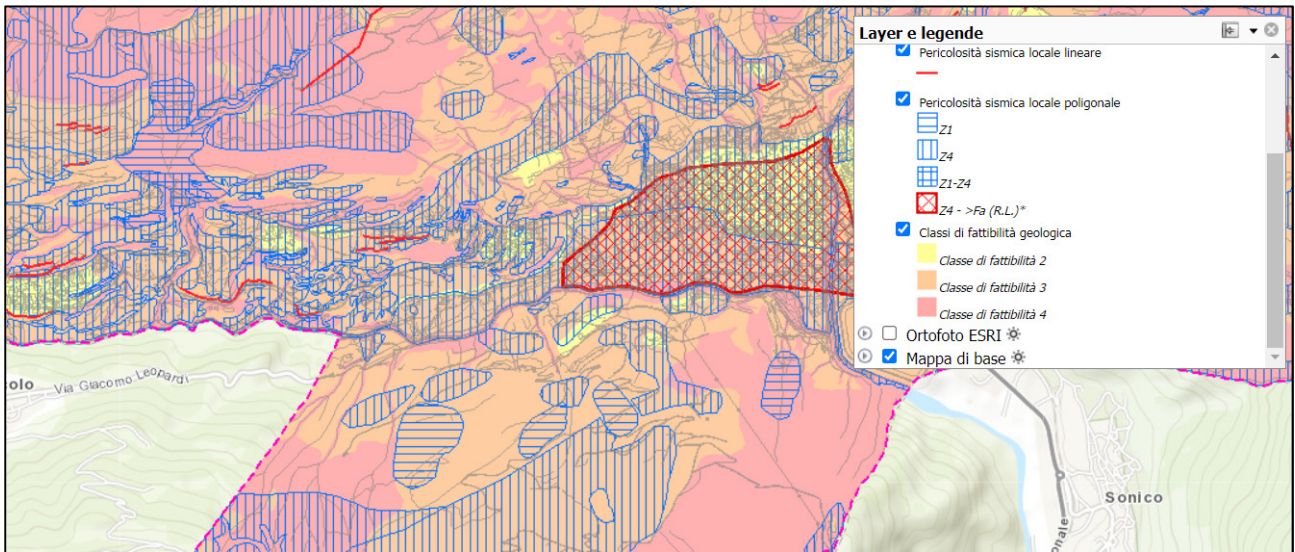 Layer e legende
Pericolosità sismica locale lineare
Pericolosità sismica locale poligonale
Z1
Z4
Z1-Z4
Z4 - >Fa (R.L.)*
Classi di fattibilità geologica
Classe di fattibilità 2
Classe di fattibilità 3
Classe di fattibilità 4
Ortofoto ESRI
Mappa di base
colo
Via Giacomo Leopardi
Sonico
onale